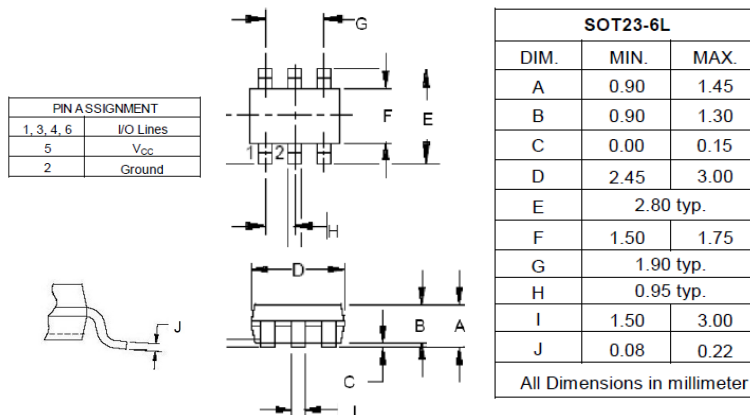 PIN ASSIGNMENT
1, 3, 4, 6 I/O Lines
5 VCC
2 Ground
G
F
E
1 2
H
D
B
A
C
J
SOT23-6L
DIM. MIN. MAX.
A 0.90 1.45
B 0.90 1.30
C 0.00 0.15
D 2.45 3.00
E 2.80 typ.
F 1.50 1.75
G 1.90 typ.
H 0.95 typ.
I 1.50 3.00
J 0.08 0.22
All Dimensions in millimeter